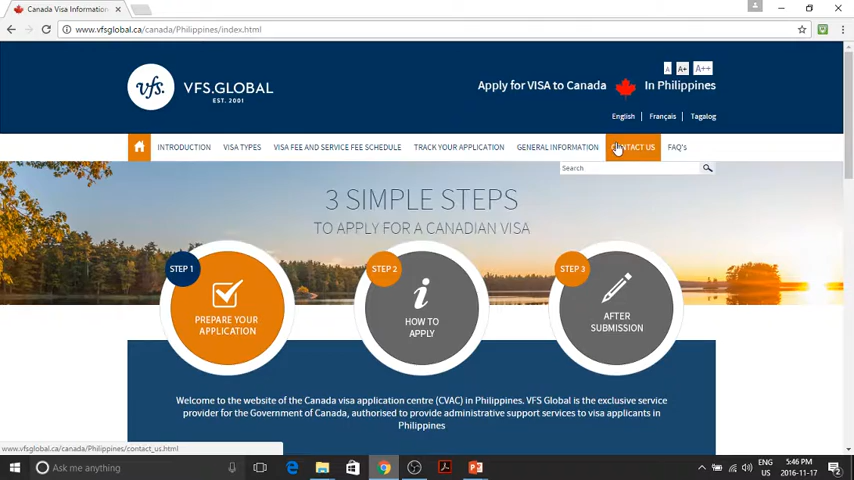 Canada Visa Information
www.vfsglobal.ca/canada/Philippines/index.html
A A+ A++
vfs. VFS.GLOBAL
EST. 2001
Apply for VISA to Canada In Philippines
English Français Tagalog
INTRODUCTION VISA TYPES VISA FEE AND SERVICE FEE SCHEDULE TRACK YOUR APPLICATION GENERAL INFORMATION CONTACT US FAQ's
Search
3 SIMPLE STEPS
TO APPLY FOR A CANADIAN VISA
STEP 1
PREPARE YOUR
APPLICATION
STEP 2
HOW TO
APPLY
STEP 3
AFTER
SUBMISSION
Welcome to the website of the Canada visa application centre (CVAC) in Philippines. VFS Global is the exclusive service
provider for the Government of Canada, authorised to provide administrative support services to visa applicants in
Philippines
www.vfsglobal.ca/canada/Philippines/contact_us.html
Ask me anything
ENG
US
5:46 PM
2016-11-17
2